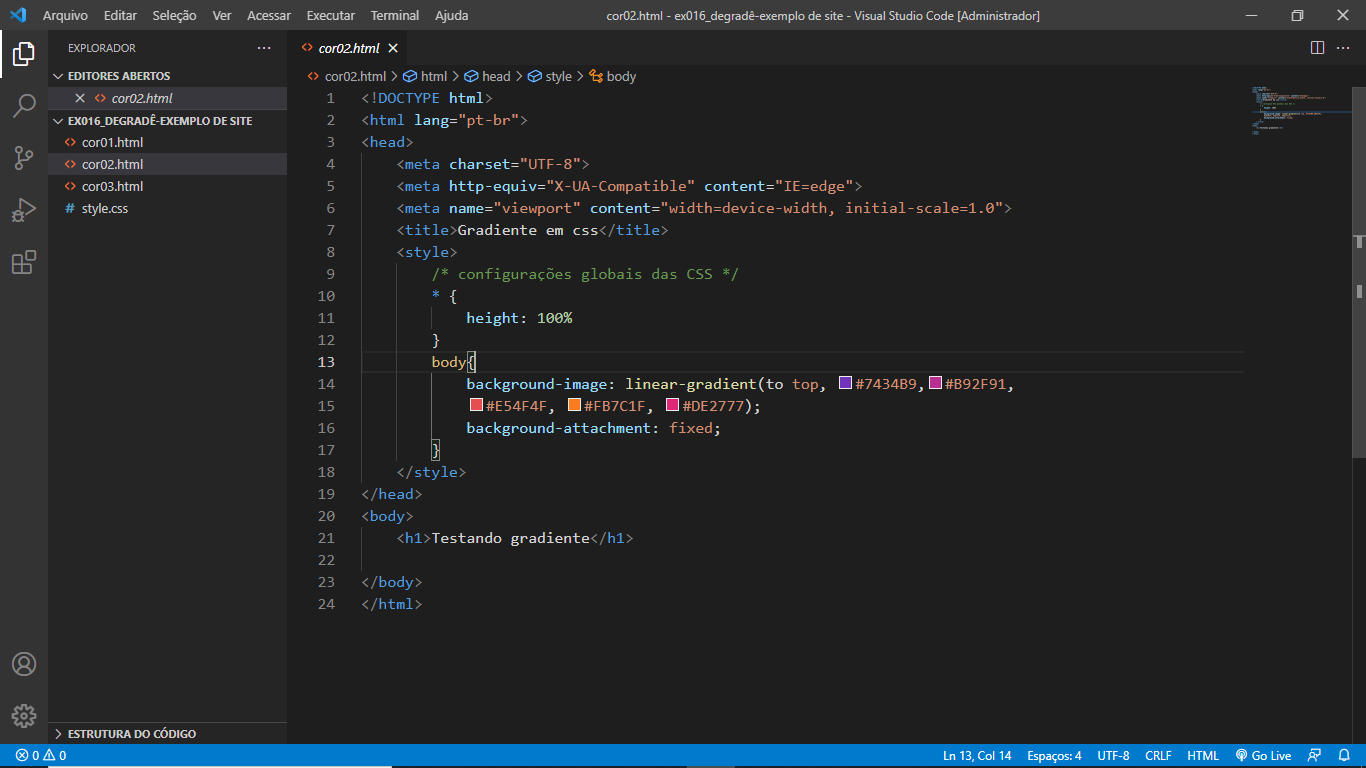 Arquivo Editar Seleção Ver Acessar Executar Terminal Ajuda
cor02.html - ex016_degradê-exemplo de site - Visual Studio Code [Administrador]
EXPLORADOR
EDITORES ABERTOS
cor02.html
EX016_DEGRADÊ-EXEMPLO DE SITE
cor01.html
cor02.html
cor03.html
# style.css
ESTRUTURA DO CÓDIGO
cor02.html
cor02.html > html > head > style > body
1 <!DOCTYPE html>
2 <html lang="pt-br">
3 <head>
4 <meta charset="UTF-8">
5 <meta http-equiv="X-UA-Compatible" content="IE=edge">
6 <meta name="viewport" content="width=device-width, initial-scale=1.0">
7 <title>Gradiente em css</title>
8 <style>
9 /* configurações globais das CSS */
10 * {
11 height: 100%
12 }
13 body{
14 background-image: linear-gradient(to top, #7434B9,#B92F91,
15 #E54F4F, #FB7C1F, #DE2777);
16 background-attachment: fixed;
17 }
18 </style>
19 </head>
20 <body>
21 <h1>Testando gradiente</h1>
22
23 </body>
24 </html>
0 0
Ln 13, Col 14 Espaços: 4 UTF-8 CRLF HTML Go Live